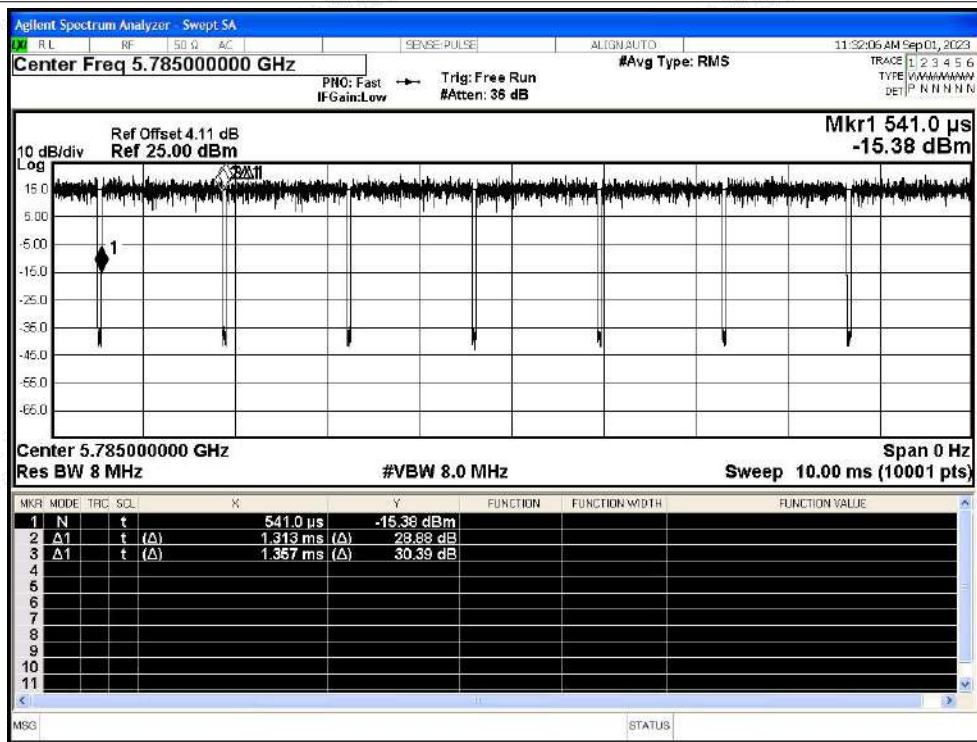 Agilent Spectrum Analyzer - Swept SA
LXI RL RF 50 Ω AC SENSE:PULSE ALIGN AUTO 11:32:06 AM Sep 01, 2023
Center Freq 5.785000000 GHz #Avg Type: RMS TRACE 1 2 3 4 5 6
PNO: Fast Trig: Free Run TYPE
IFGain:Low #Atten: 36 dB DET P N N N N N
Mkr1 541.0 µs
Ref Offset 4.11 dB
10 dB/div Ref 25.00 dBm -15.38 dBm
Log
15.0
5.00
-5.00
1
-15.0
-25.0
-35.0
-45.0
-55.0
-65.0
Center 5.785000000 GHz Span 0 Hz
Res BW 8 MHz #VBW 8.0 MHz Sweep 10.00 ms (10001 pts)
MKR MODE TRC SCL X Y FUNCTION FUNCTION WIDTH FUNCTION VALUE
1 N t 541.0 µs -15.38 dBm
2 Δ1 t (Δ) 1.313 ms (Δ) 28.88 dB
3 Δ1 t (Δ) 1.357 ms (Δ) 30.39 dB
4
5
6
7
8
9
10
11
MSG STATUS